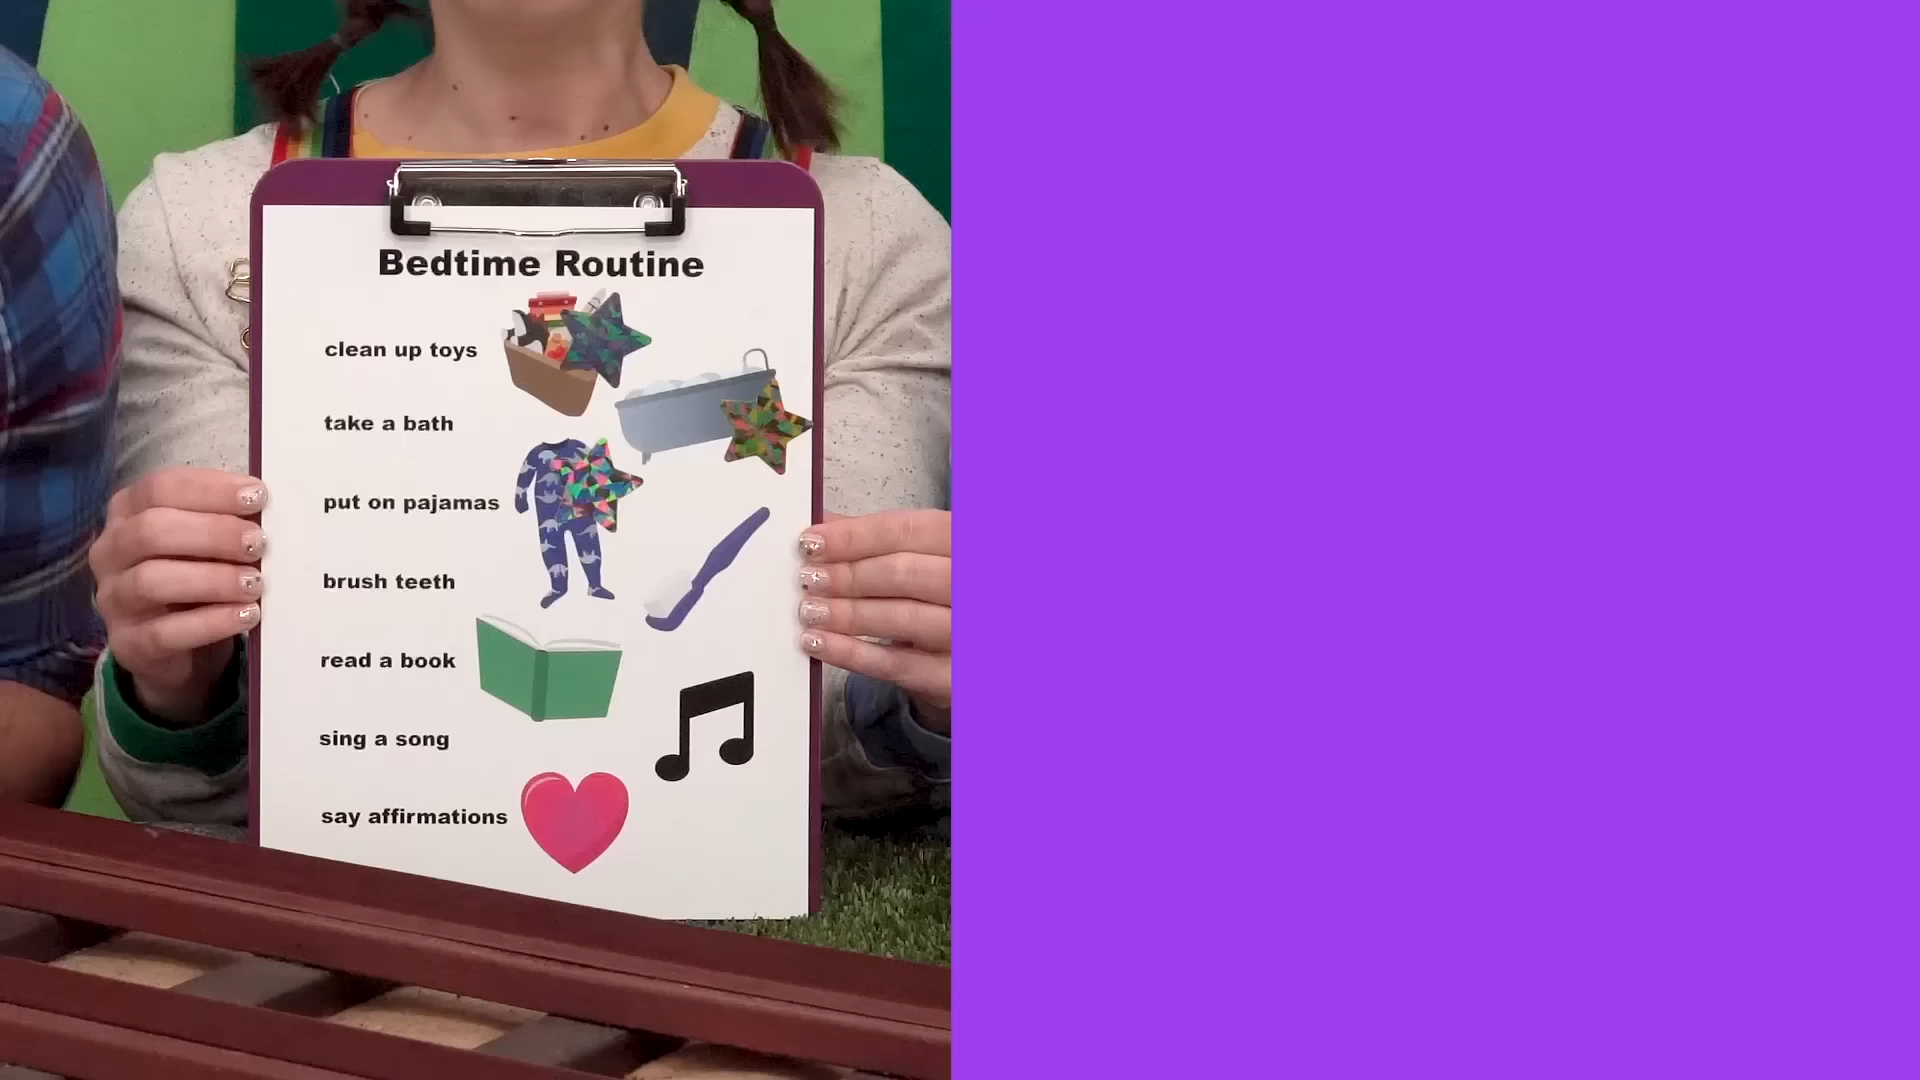 Bedtime Routine
clean up toys
take a bath
put on pajamas
brush teeth
read a book
sing a song
say affirmations